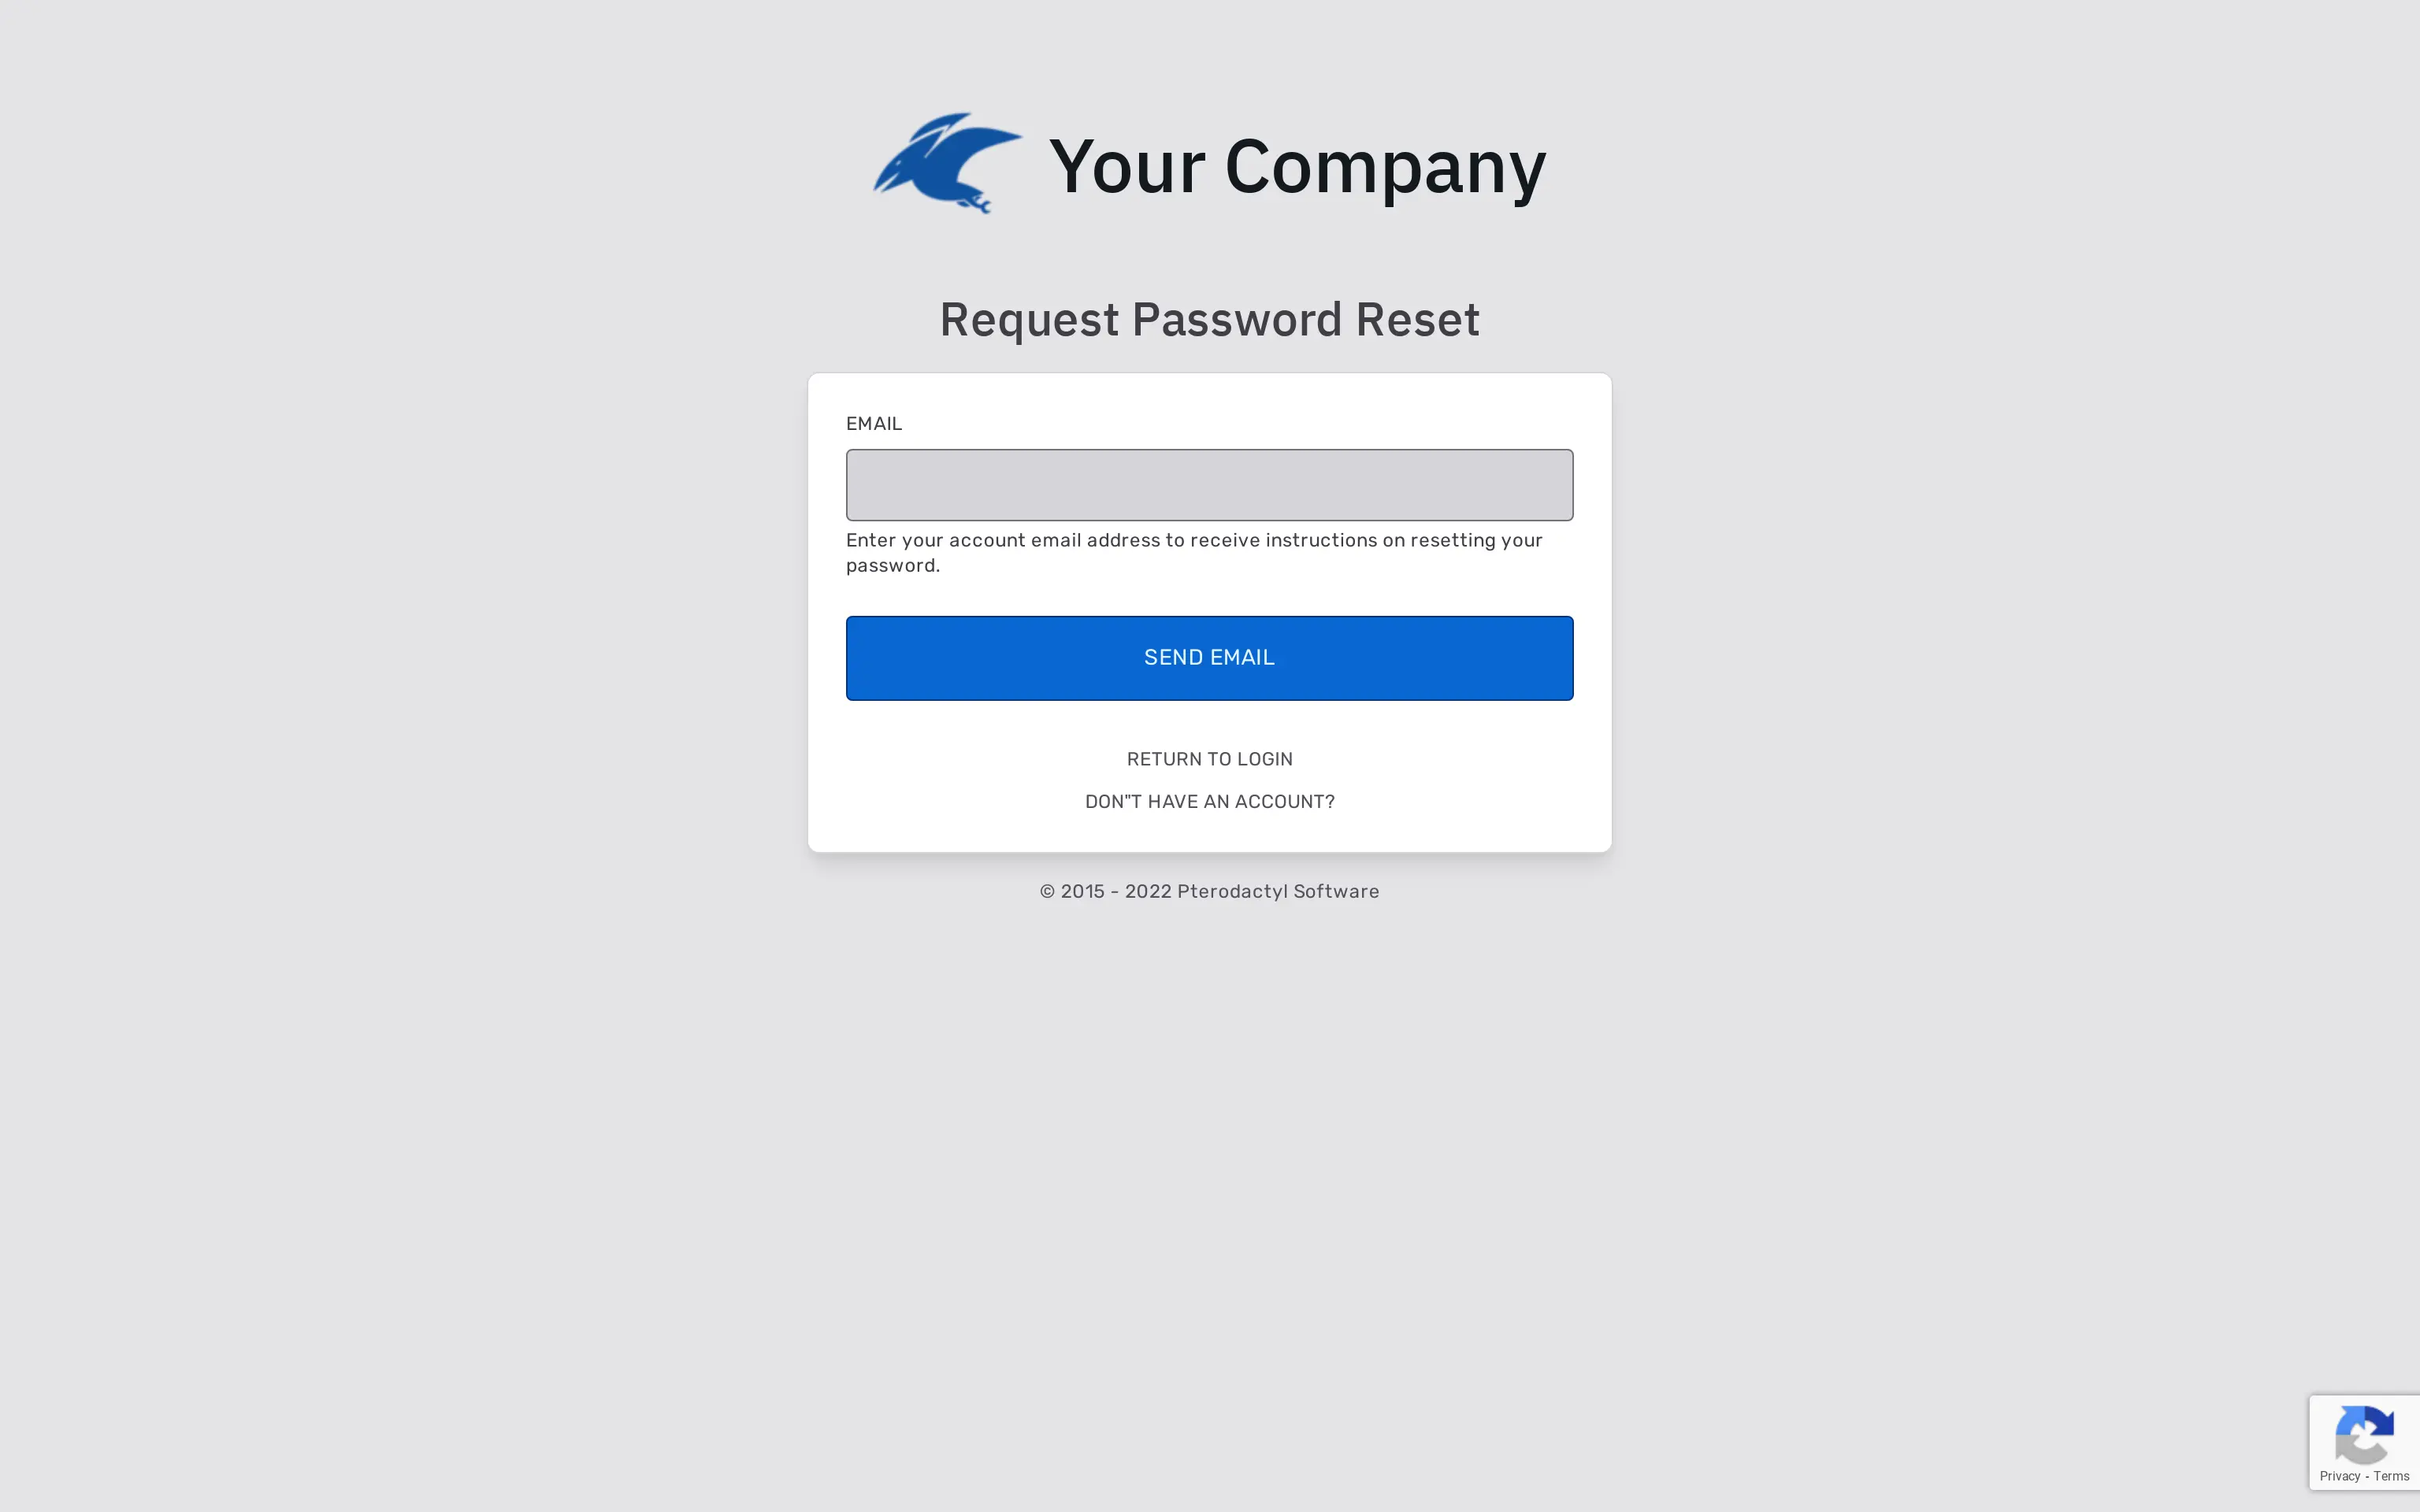 Your Company
Request Password Reset
EMAIL
Enter your account email address to receive instructions on resetting your
password.
SEND EMAIL
RETURN TO LOGIN
DON"T HAVE AN ACCOUNT?
© 2015 - 2022 Pterodactyl Software
Privacy - Terms